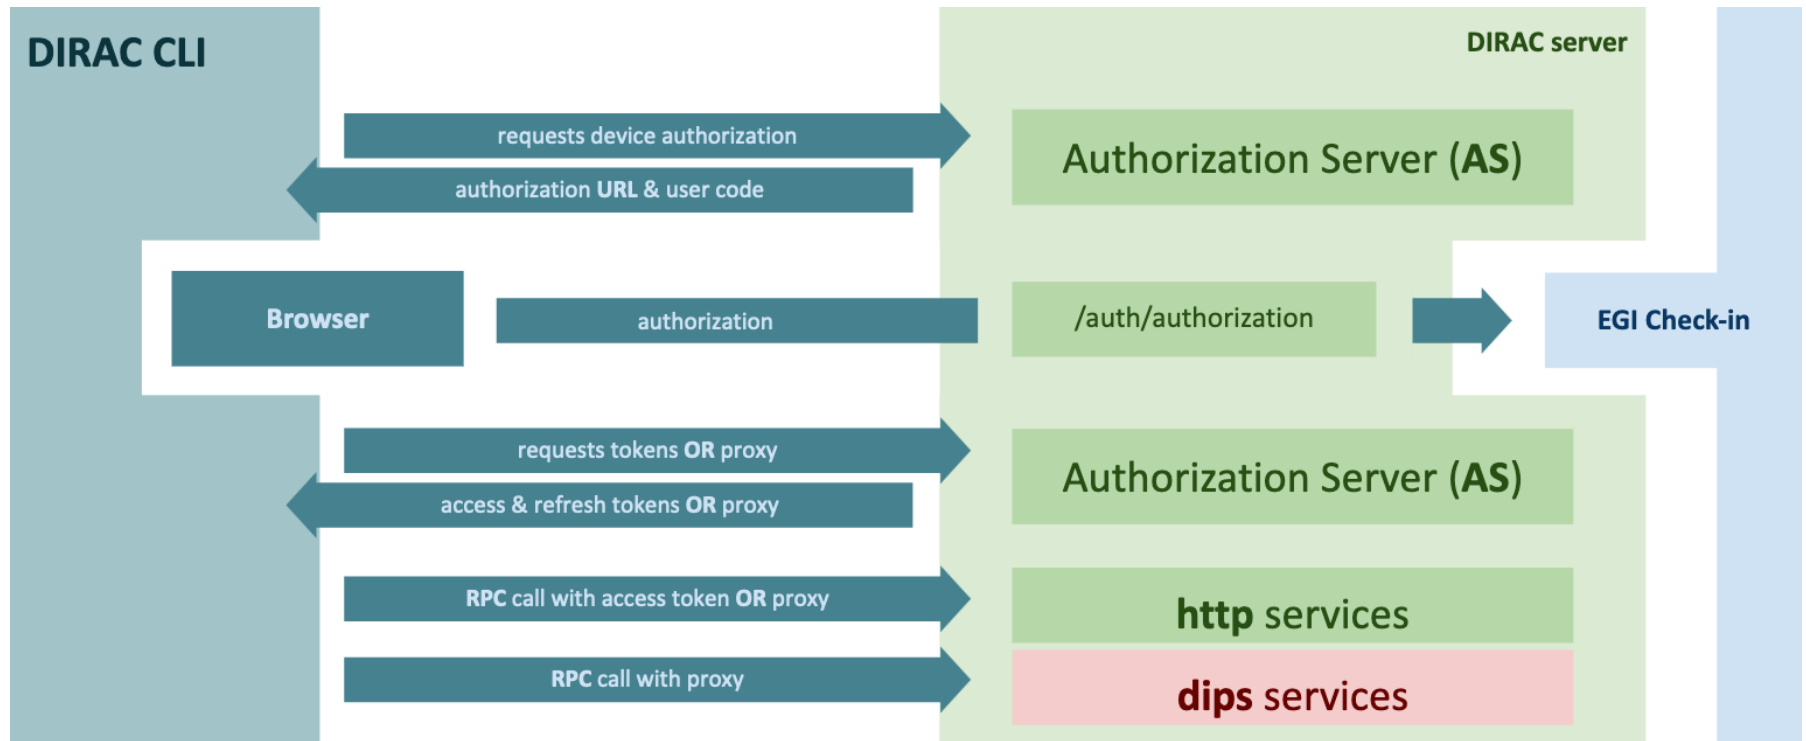 DIRAC CLI
DIRAC server
requests device authorization
Authorization Server (AS)
authorization URL & user code
Browser
authorization
/auth/authorization
EGI Check-in
requests tokens OR proxy
Authorization Server (AS)
access & refresh tokens OR proxy
RPC call with access token OR proxy
http services
RPC call with proxy
dips services